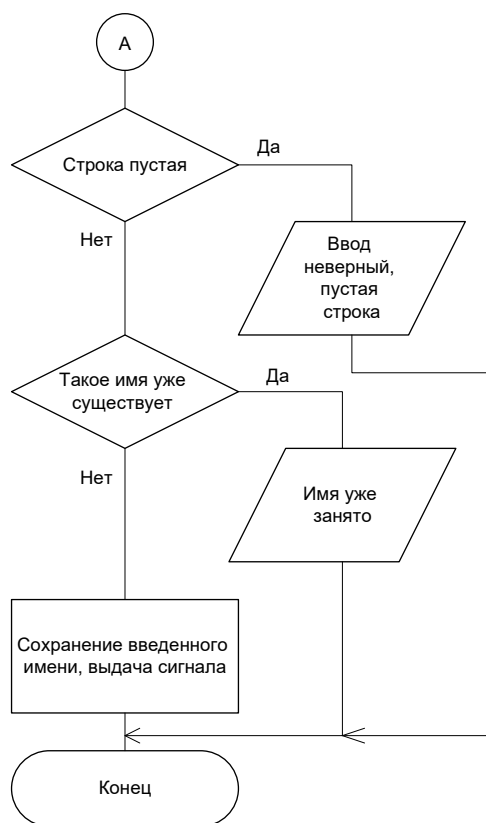 А
Строка пустая
Да
Нет
Ввод
неверный,
пустая
строка
Такое имя уже
существует
Да
Нет
Имя уже
занято
Сохранение введенного
имени, выдача сигнала
Конец